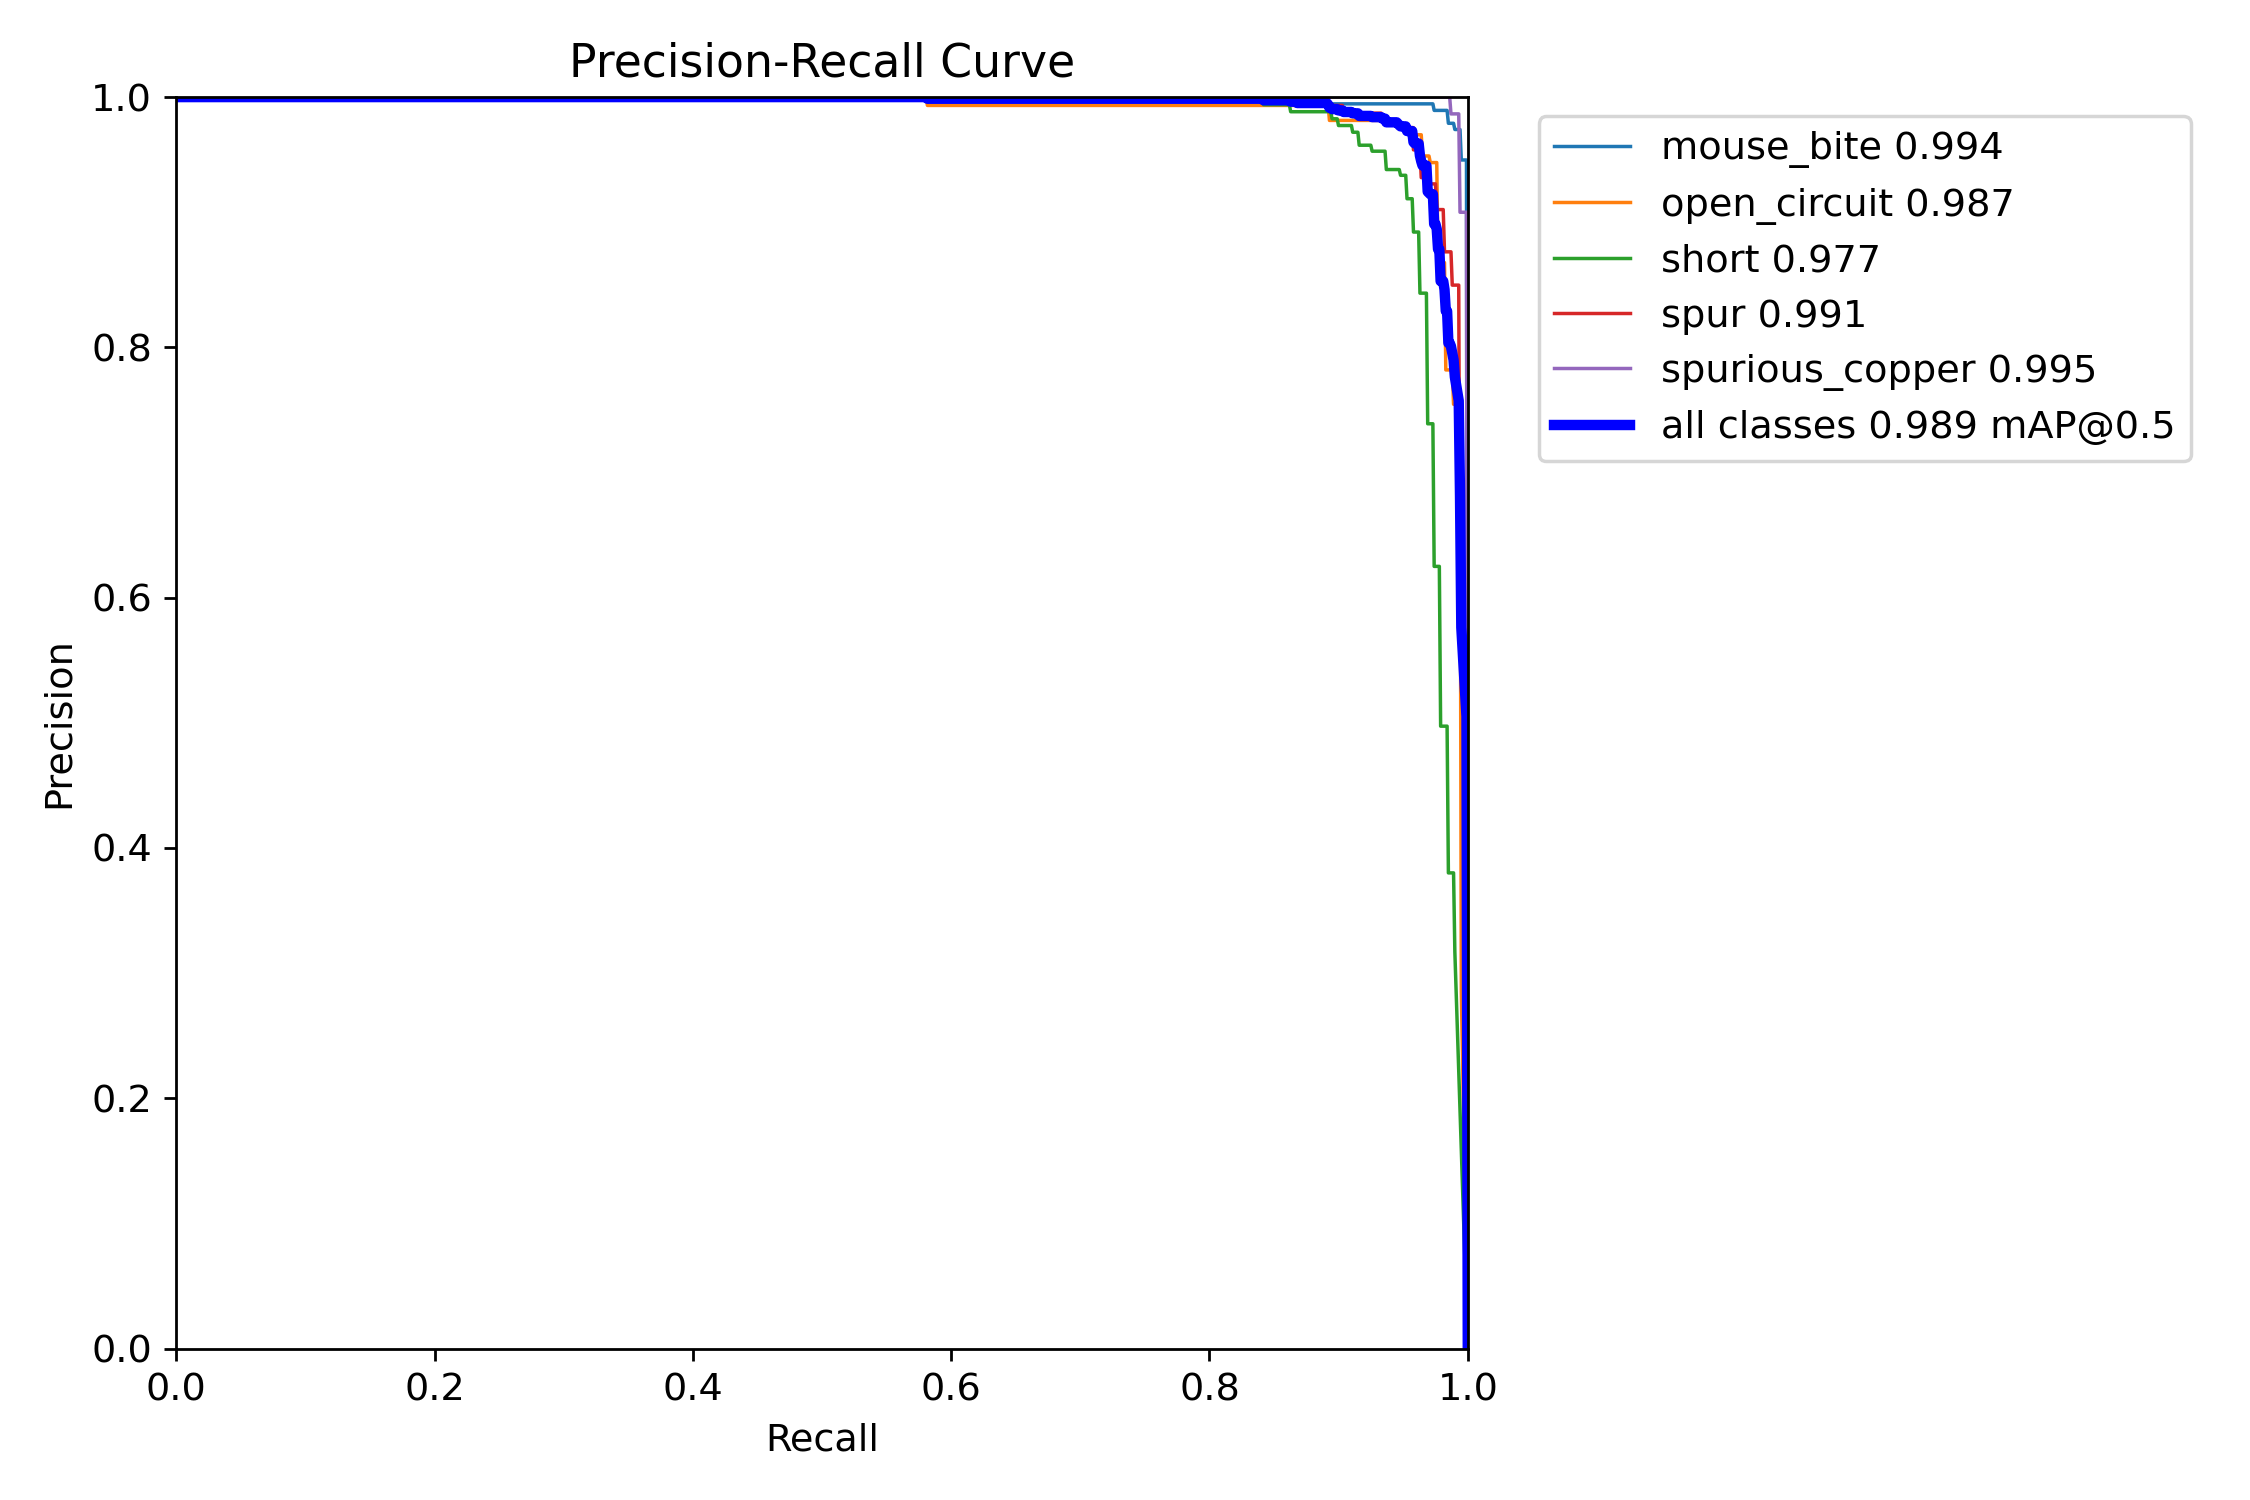 Precision-Recall Curve
1.0
0.8
0.6
0.4
0.2
0.0
Precision
0.0 0.2 0.4 0.6 0.8 1.0
Recall
mouse_bite 0.994
open_circuit 0.987
short 0.977
spur 0.991
spurious_copper 0.995
all classes 0.989 mAP@0.5